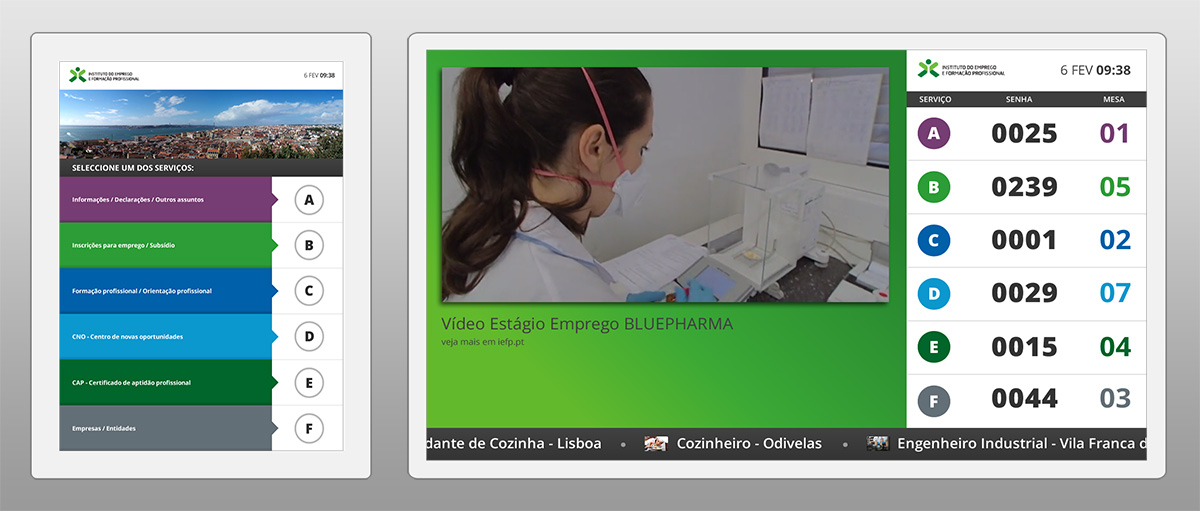 INSTITUTO DO EMPREGO
E FORMAÇÃO PROFISSIONAL
6 FEV 09:38
SELECCIONE UM DOS SERVIÇOS:
Informações / Declarações / Outros assuntos
A
Inscrições para emprego / Subsídio
B
Formação profissional / Orientação profissional
C
CNO - Centro de novas oportunidades
D
CAP - Certificado de aptidão profissional
E
Empresas / Entidades
F
INSTITUTO DO EMPREGO
E FORMAÇÃO PROFISSIONAL
6 FEV 09:38
SERVIÇO SENHA MESA
A 0025 01
B 0239 05
C 0001 02
D 0029 07
E 0015 04
F 0044 03
Vídeo Estágio Emprego BLUEPHARMA
veja mais em iefp.pt
dante de Cozinha - Lisboa • Cozinheiro - Odivelas • Engenheiro Industrial - Vila Franca d